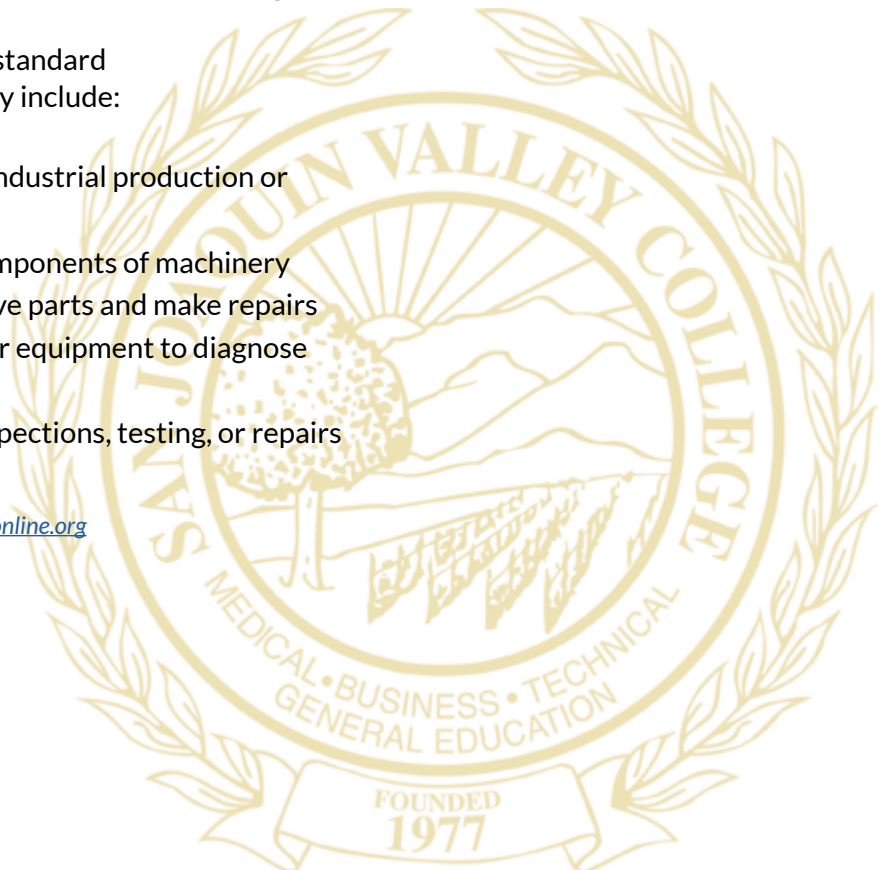 standard
y include:
ndustrial production or
mponents of machinery
ve parts and make repairs
r equipment to diagnose
pections, testing, or repairs
nline.org
SAN JOAQUIN VALLEY COLLEGE
MEDICAL • BUSINESS • TECHNICAL
GENERAL EDUCATION
FOUNDED
1977